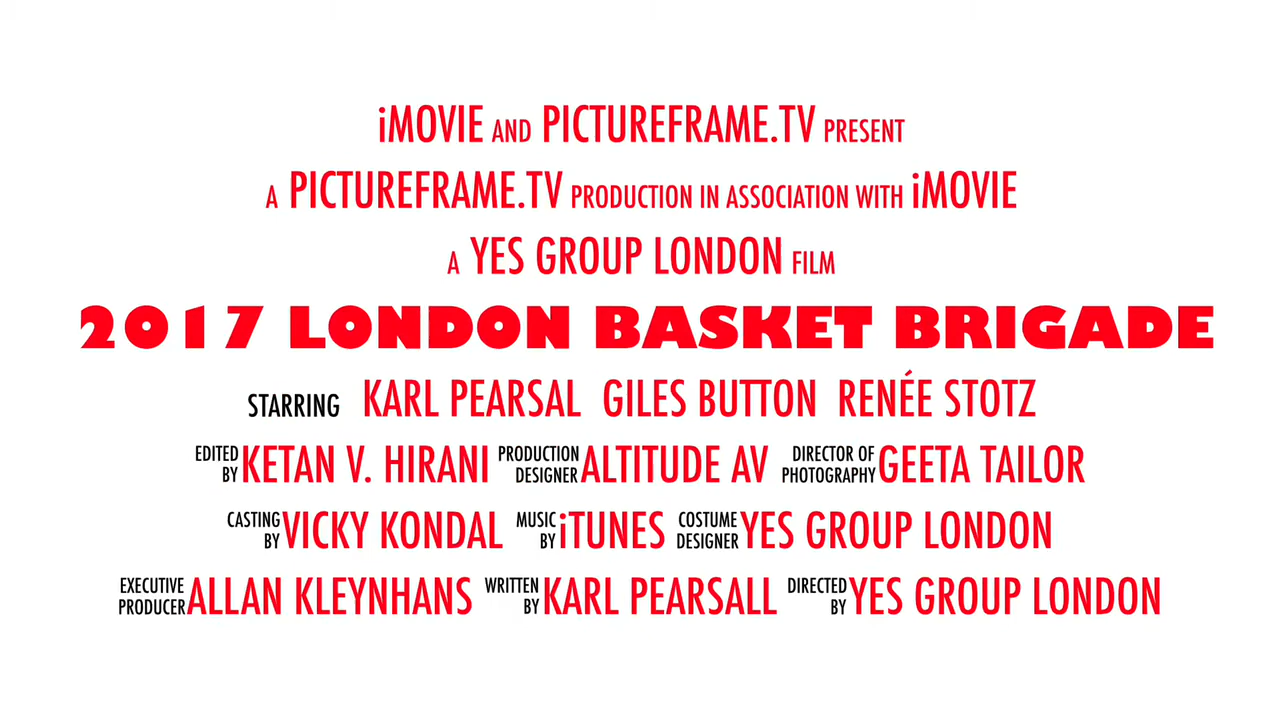 iMOVIE AND PICTUREFRAME.TV PRESENT
A PICTUREFRAME.TV PRODUCTION IN ASSOCIATION WITH iMOVIE
A YES GROUP LONDON FILM
2017 LONDON BASKET BRIGADE
STARRING KARL PEARSAL GILES BUTTON RENÉE STOTZ
EDITED BY KETAN V. HIRANI PRODUCTION DESIGNER ALTITUDE AV DIRECTOR OF PHOTOGRAPHY GEETA TAILOR
CASTING BY VICKY KONDAL MUSIC BY iTUNES COSTUME DESIGNER YES GROUP LONDON
EXECUTIVE PRODUCER ALLAN KLEYNHANS WRITTEN BY KARL PEARSALL DIRECTED BY YES GROUP LONDON